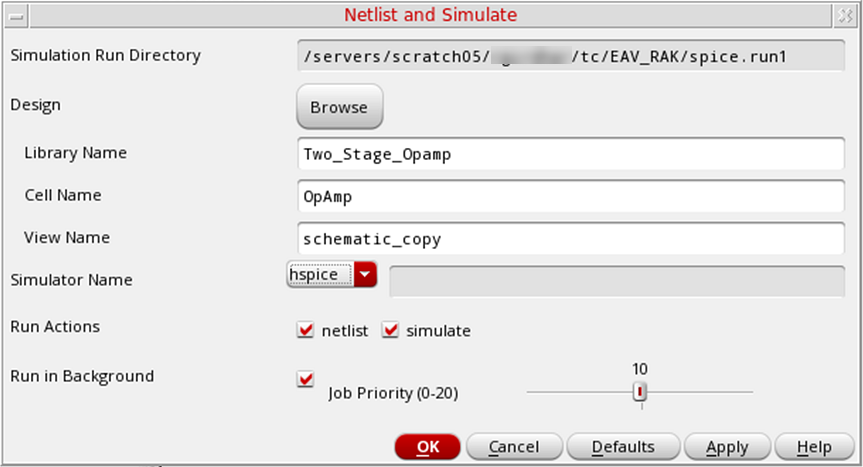 Netlist and Simulate
Simulation Run Directory /servers/scratch05/ /tc/EAV_RAK/spice.run1
Design Browse
Library Name Two_Stage_Opamp
Cell Name OpAmp
View Name schematic_copy
Simulator Name hspice
Run Actions netlist simulate
10
Run in Background Job Priority (0-20)
OK Cancel Defaults Apply Help